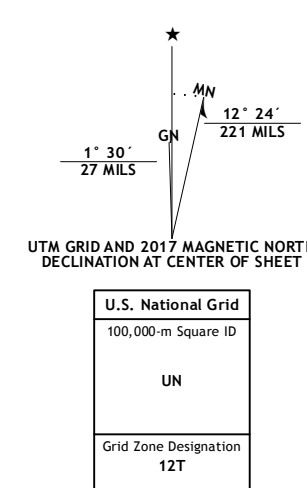 ★
MN
GN
12° 24´
221 MILS
1° 30´
27 MILS
UTM GRID AND 2017 MAGNETIC NORT
DECLINATION AT CENTER OF SHEET
U.S. National Grid
100,000-m Square ID
UN
Grid Zone Designation
12T